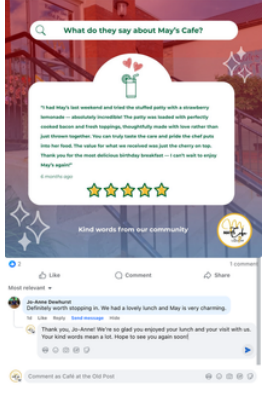 What do they say about May's Cafe?
"I had May's last weekend and tried the stuffed patty with a strawberry
lemonade — absolutely incredible! The patty was loaded with perfectly
cooked bacon and fresh toppings, thoughtfully made with love rather than
just thrown together. You can truly taste the care and pride the chef puts
into her food. The value for what we received was just the cherry on top.
Thank you for the most delicious birthday breakfast — I can't wait to enjoy
May's again!"
6 months ago
Kind words from our community
2
1 comment
Like Comment Share
Most relevant
Jo-Anne Dewhurst
Definitely worth stopping in. We had a lovely lunch and May is very charming.
1d Like Reply Send message Hide
Thank you, Jo-Anne! We're so glad you enjoyed your lunch and your visit with us.
Your kind words mean a lot. Hope to see you again soon!
Comment as Café at the Old Post